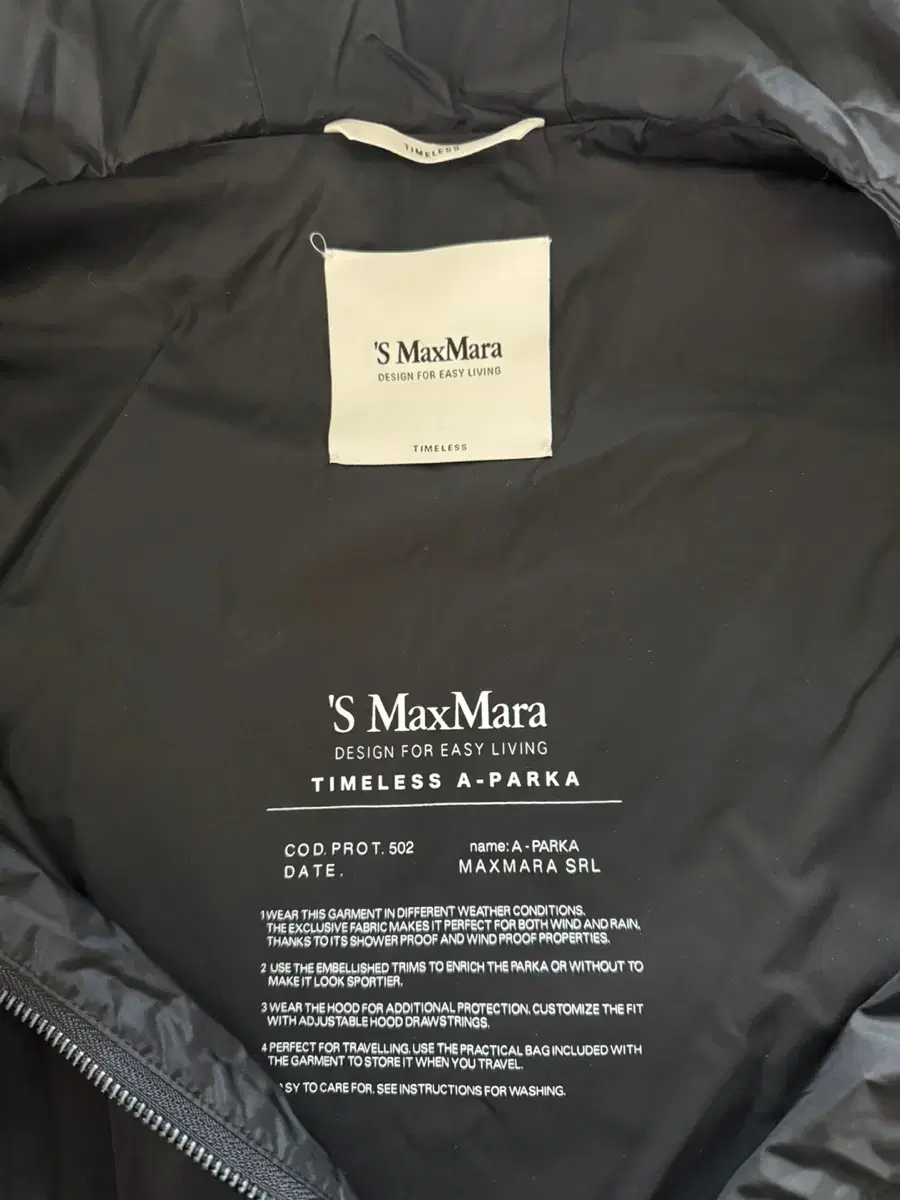 TIMELESS
'S MaxMara
DESIGN FOR EASY LIVING
TIMELESS
'S MaxMara
DESIGN FOR EASY LIVING
TIMELESS A-PARKA
COD. PROT. 502 name: A - PARKA
DATE. MAXMARA SRL
1 WEAR THIS GARMENT IN DIFFERENT WEATHER CONDITIONS.
THE EXCLUSIVE FABRIC MAKES IT PERFECT FOR BOTH WIND AND RAIN,
THANKS TO ITS SHOWER PROOF AND WIND PROOF PROPERTIES.
2 USE THE EMBELLISHED TRIMS TO ENRICH THE PARKA OR WITHOUT TO
MAKE IT LOOK SPORTIER.
3 WEAR THE HOOD FOR ADDITIONAL PROTECTION. CUSTOMIZE THE FIT
WITH ADJUSTABLE HOOD DRAWSTRINGS.
4 PERFECT FOR TRAVELLING. USE THE PRACTICAL BAG INCLUDED WITH
THE GARMENT TO STORE IT WHEN YOU TRAVEL.
TO CARE FOR. SEE INSTRUCTIONS FOR WASHING.